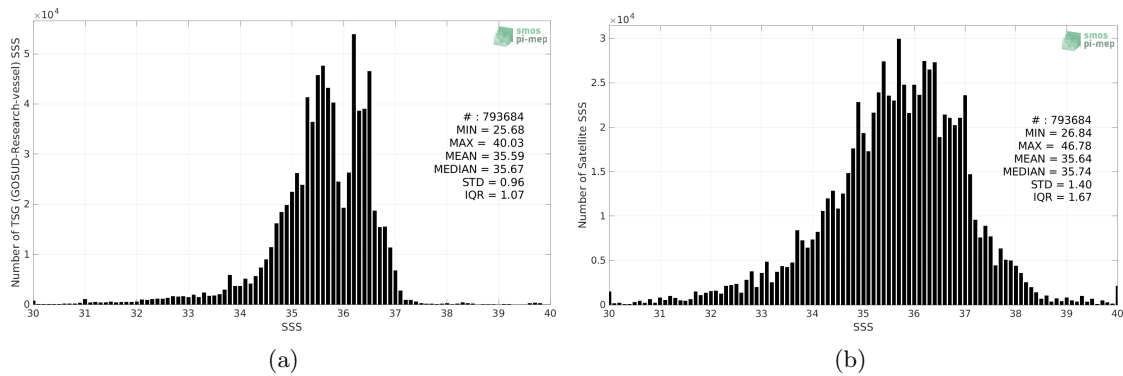 ×10⁴
smos
pi-mep
Number of TSG (GOSUD-Research-vessel) SSS
5
4
3
2
1
0
# : 793684
MIN = 25.68
MAX = 40.03
MEAN = 35.59
MEDIAN = 35.67
STD = 0.96
IQR = 1.07
30 31 32 33 34 35 36 37 38 39 40
SSS
(a)
×10⁴
smos
pi-mep
Number of Satellite SSS
3
2.5
2
1.5
1
0.5
0
# : 793684
MIN = 26.84
MAX = 46.78
MEAN = 35.64
MEDIAN = 35.74
STD = 1.40
IQR = 1.67
30 31 32 33 34 35 36 37 38 39 40
SSS
(b)